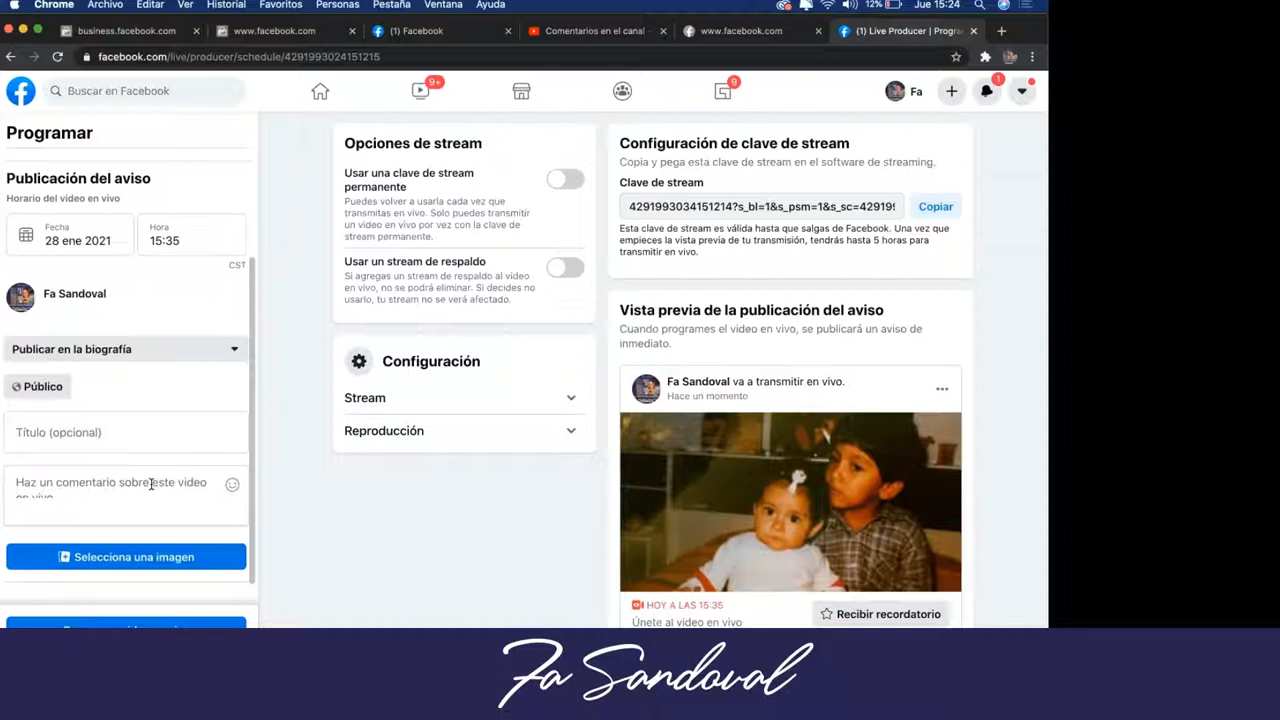 Chrome Archivo Editar Ver Historial Favoritos Personas Pestaña Ventana Ayuda 12% Jue 15:24
business.facebook.com www.facebook.com (1) Facebook Comentarios en el canal - www.facebook.com (1) Live Producer | Progra
facebook.com/live/producer/schedule/4291993024151215
Buscar en Facebook
9+
9
Fa
1
Programar
Publicación del aviso
Horario del video en vivo
Fecha
28 ene 2021
Hora
15:35
CST
Fa Sandoval
Publicar en la biografía
Público
Título (opcional)
Haz un comentario sobre este video
en vivo
Selecciona una imagen
Opciones de stream
Usar una clave de stream
permanente
Puedes volver a usarla cada vez que
transmitas en vivo. Solo puedes transmitir
un video en vivo por vez con la clave de
stream permanente.
Usar un stream de respaldo
Si agregas un stream de respaldo al video
en vivo, no se podrá eliminar. Si decides no
usarlo, tu stream no se verá afectado.
Configuración
Stream
Reproducción
Configuración de clave de stream
Copia y pega esta clave de stream en el software de streaming.
Clave de stream
4291993034151214?s_bl=1&s_psm=1&s_sc=42919
Copiar
Esta clave de stream es válida hasta que salgas de Facebook. Una vez que
empieces la vista previa de tu transmisión, tendrás hasta 5 horas para
transmitir en vivo.
Vista previa de la publicación del aviso
Cuando programes el video en vivo, se publicará un aviso de
inmediato.
Fa Sandoval va a transmitir en vivo.
Hace un momento
HOY A LAS 15:35
Únete al video en vivo
Recibir recordatorio
Fa Sandoval